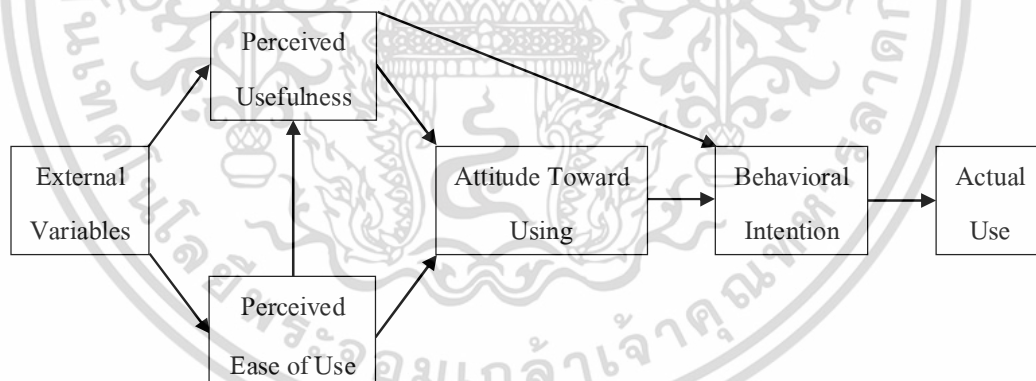 Perceived
Usefulness
External
Variables
Attitude Toward
Using
Behavioral
Intention
Actual
Use
Perceived
Ease of Use